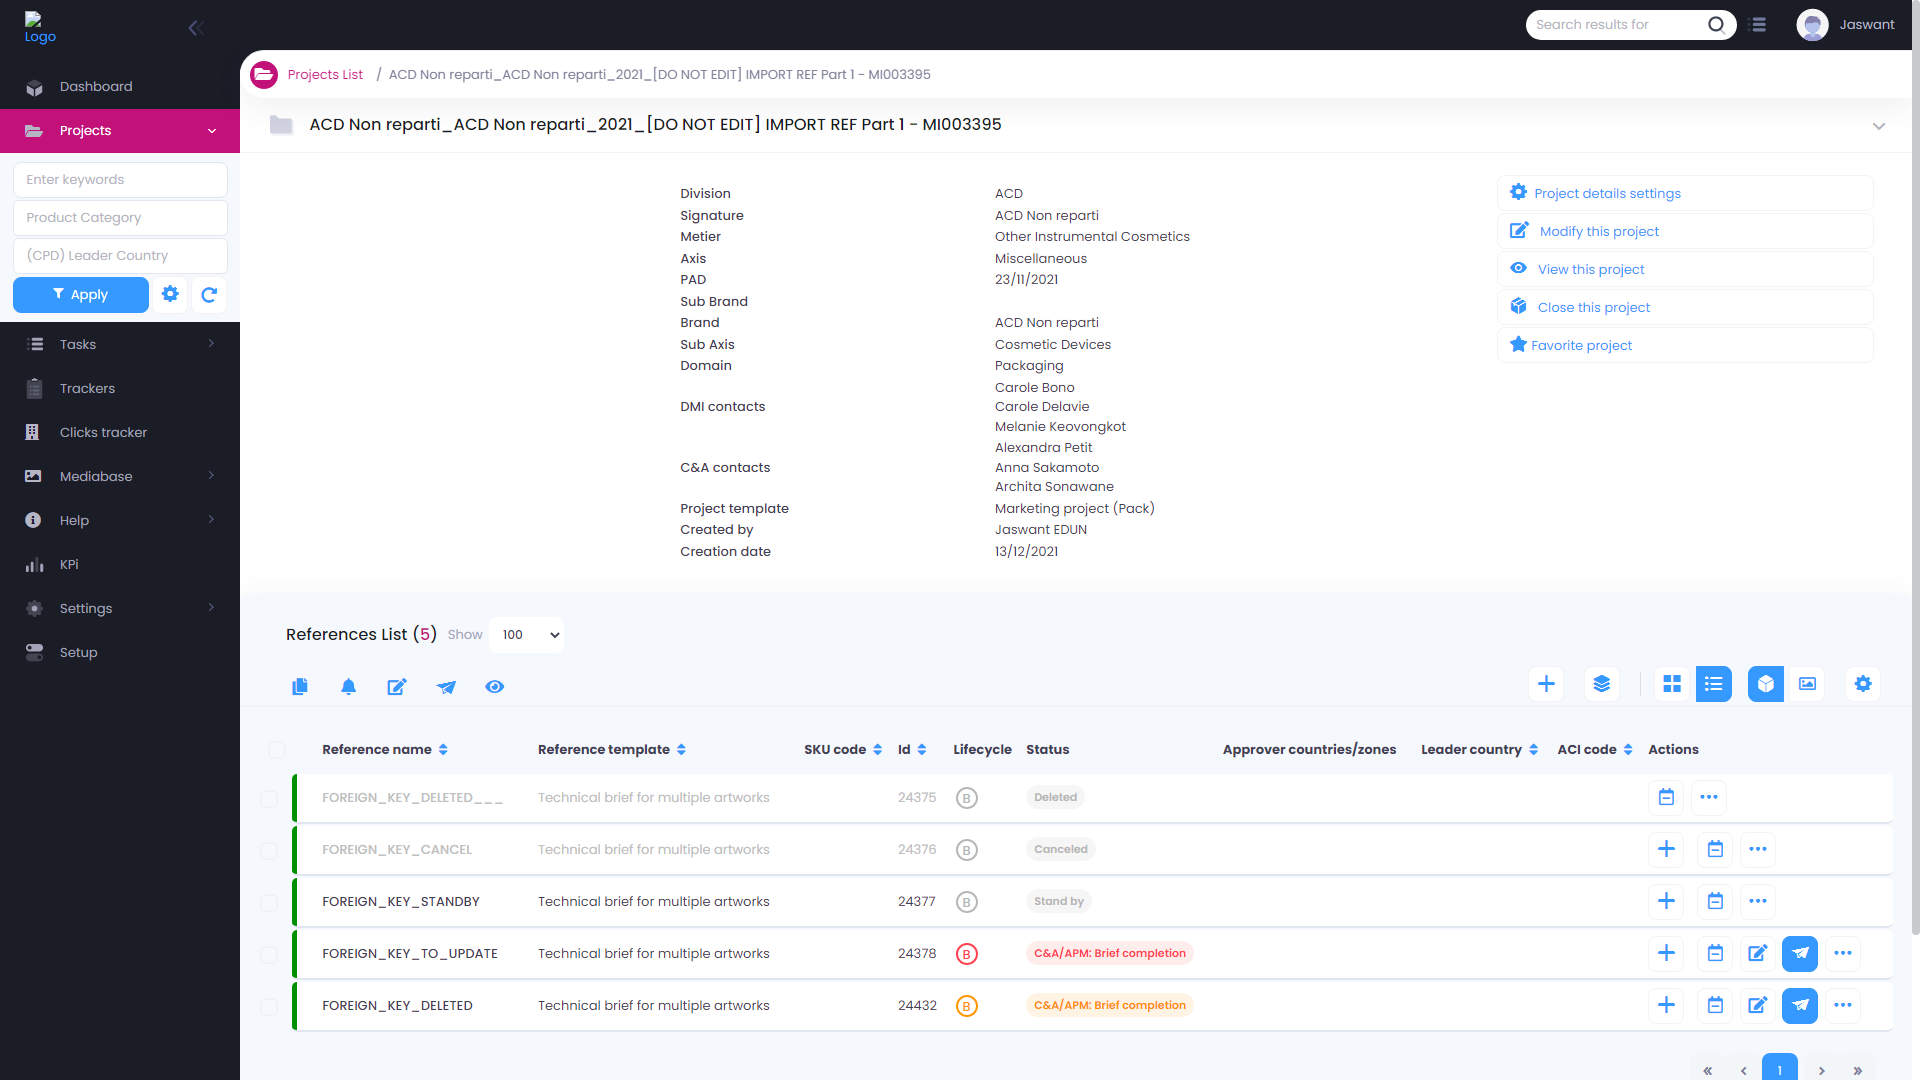 Logo
Search results for
Jaswant
Dashboard
Projects
Enter keywords
Product Category
(CPD) Leader Country
Apply
Tasks
Trackers
Clicks tracker
Mediabase
Help
KPi
Settings
Setup
Projects List / ACD Non reparti_ACD Non reparti_2021_[DO NOT EDIT] IMPORT REF Part 1 - MI003395
ACD Non reparti_ACD Non reparti_2021_[DO NOT EDIT] IMPORT REF Part 1 - MI003395
Division ACD
Signature ACD Non reparti
Metier Other Instrumental Cosmetics
Axis Miscellaneous
PAD 23/11/2021
Sub Brand
Brand ACD Non reparti
Sub Axis Cosmetic Devices
Domain Packaging
Carole Bono
DMI contacts Carole Delavie
Melanie Keovongkot
Alexandra Petit
C&A contacts Anna Sakamoto
Archita Sonawane
Project template Marketing project (Pack)
Created by Jaswant EDUN
Creation date 13/12/2021
Project details settings
Modify this project
View this project
Close this project
Favorite project
References List (5) Show 100
Reference name Reference template SKU code Id Lifecycle Status Approver countries/zones Leader country ACI code Actions
FOREIGN_KEY_DELETED___ Technical brief for multiple artworks 24375 B Deleted
FOREIGN_KEY_CANCEL Technical brief for multiple artworks 24376 B Canceled
FOREIGN_KEY_STANDBY Technical brief for multiple artworks 24377 B Stand by
FOREIGN_KEY_TO_UPDATE Technical brief for multiple artworks 24378 B C&A/APM: Brief completion
FOREIGN_KEY_DELETED Technical brief for multiple artworks 24432 B C&A/APM: Brief completion
« ‹ 1 › »